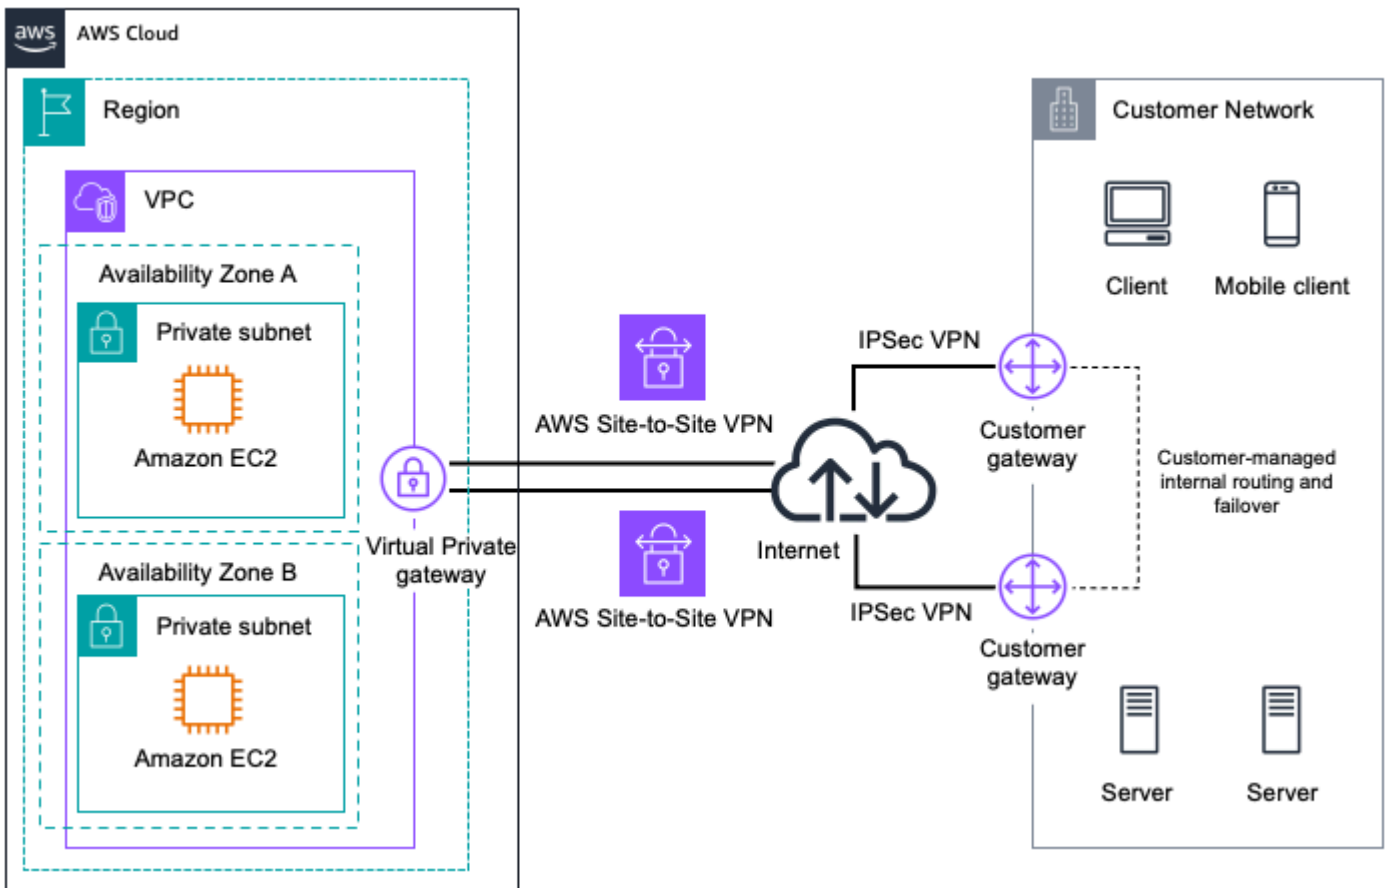 aws
AWS Cloud
Region
VPC
Availability Zone A
Private subnet
Amazon EC2
Availability Zone B
Private subnet
Amazon EC2
Virtual Private
gateway
AWS Site-to-Site VPN
AWS Site-to-Site VPN
Internet
IPSec VPN
IPSec VPN
Customer Network
Client
Mobile client
Customer
gateway
Customer-managed
internal routing and
failover
Customer
gateway
Server
Server